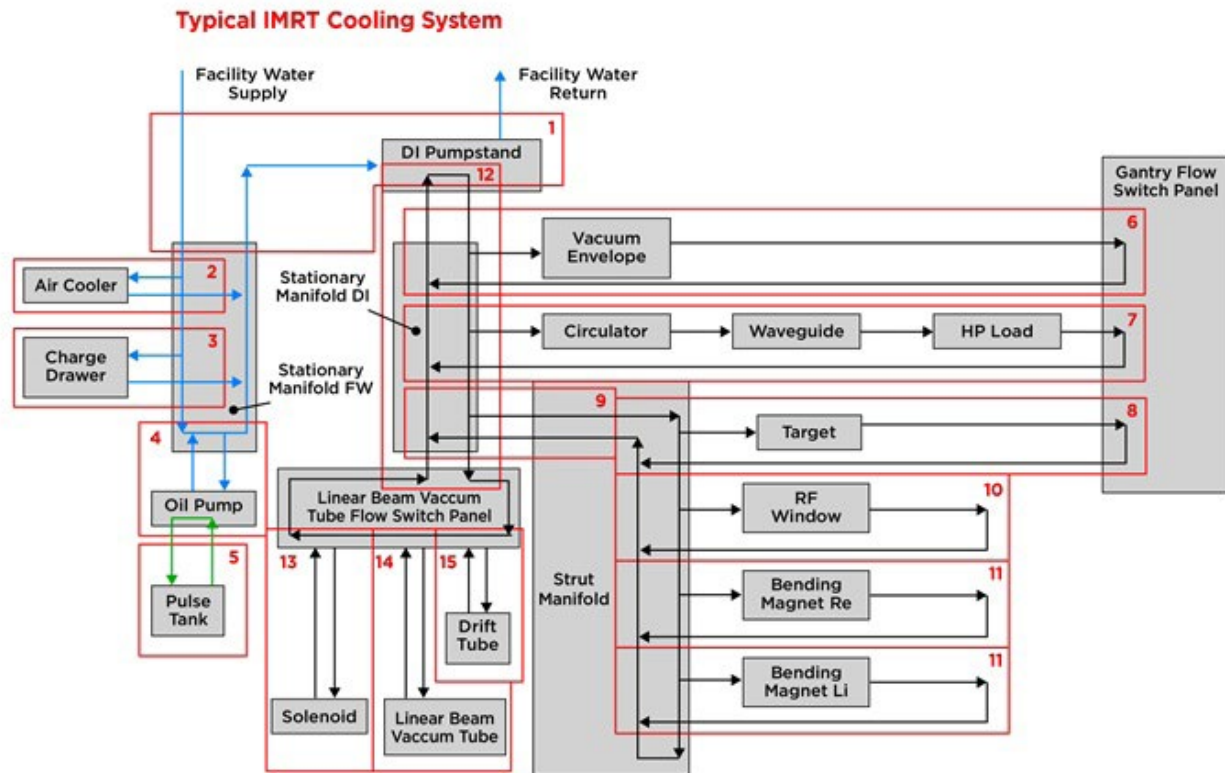 Typical IMRT Cooling System
Facility Water
Supply
Facility Water
Return
1
DI Pumpstand
12
Gantry Flow
Switch Panel
6
Vacuum
Envelope
2
Air Cooler
Stationary
Manifold DI
7
Circulator
Waveguide
HP Load
3
Charge
Drawer
Stationary
Manifold FW
9
8
Target
4
Oil Pump
Linear Beam Vaccum
Tube Flow Switch Panel
10
RF
Window
5
Pulse
Tank
13
14
15
Strut
Manifold
11
Bending
Magnet Re
Drift
Tube
11
Bending
Magnet Li
Solenoid
Linear Beam
Vaccum Tube